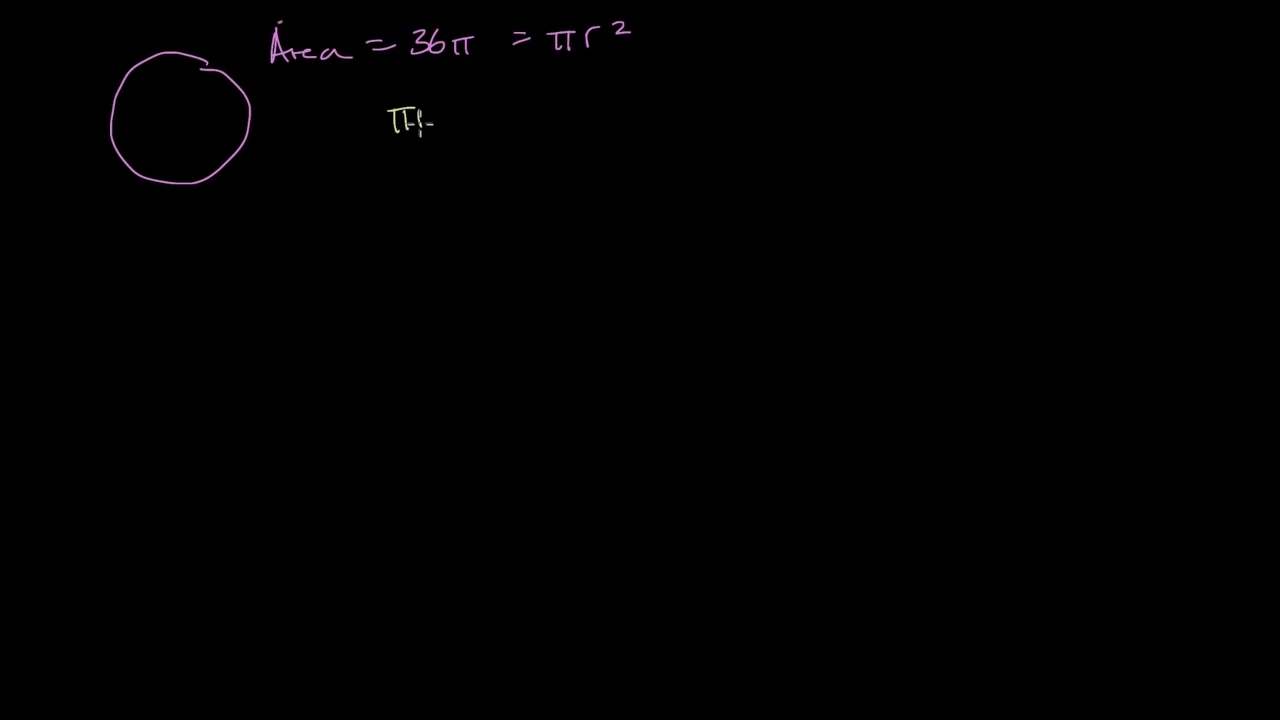 Area = 36π = πr²
π